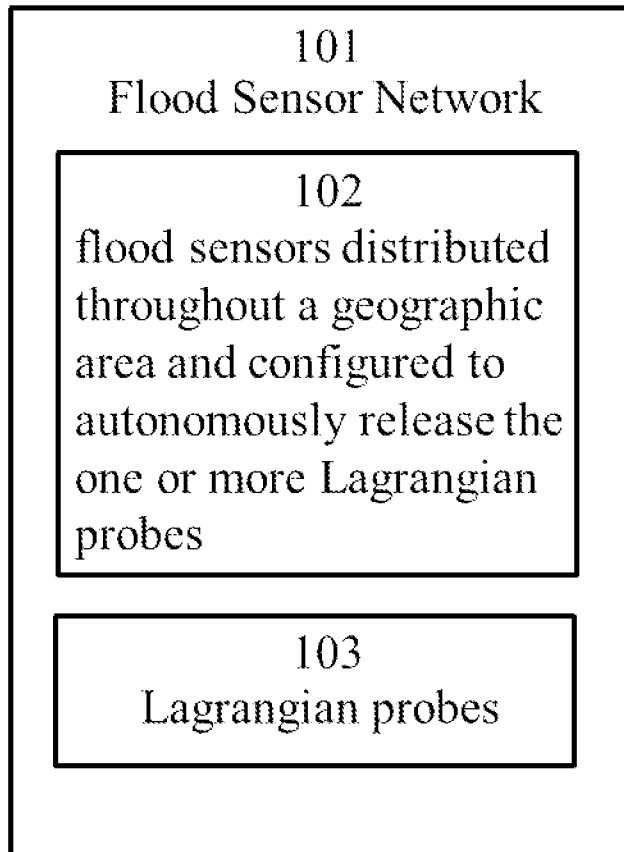 101
Flood Sensor Network
102
flood sensors distributed
throughout a geographic
area and configured to
autonomously release the
one or more Lagrangian
probes
103
Lagrangian probes